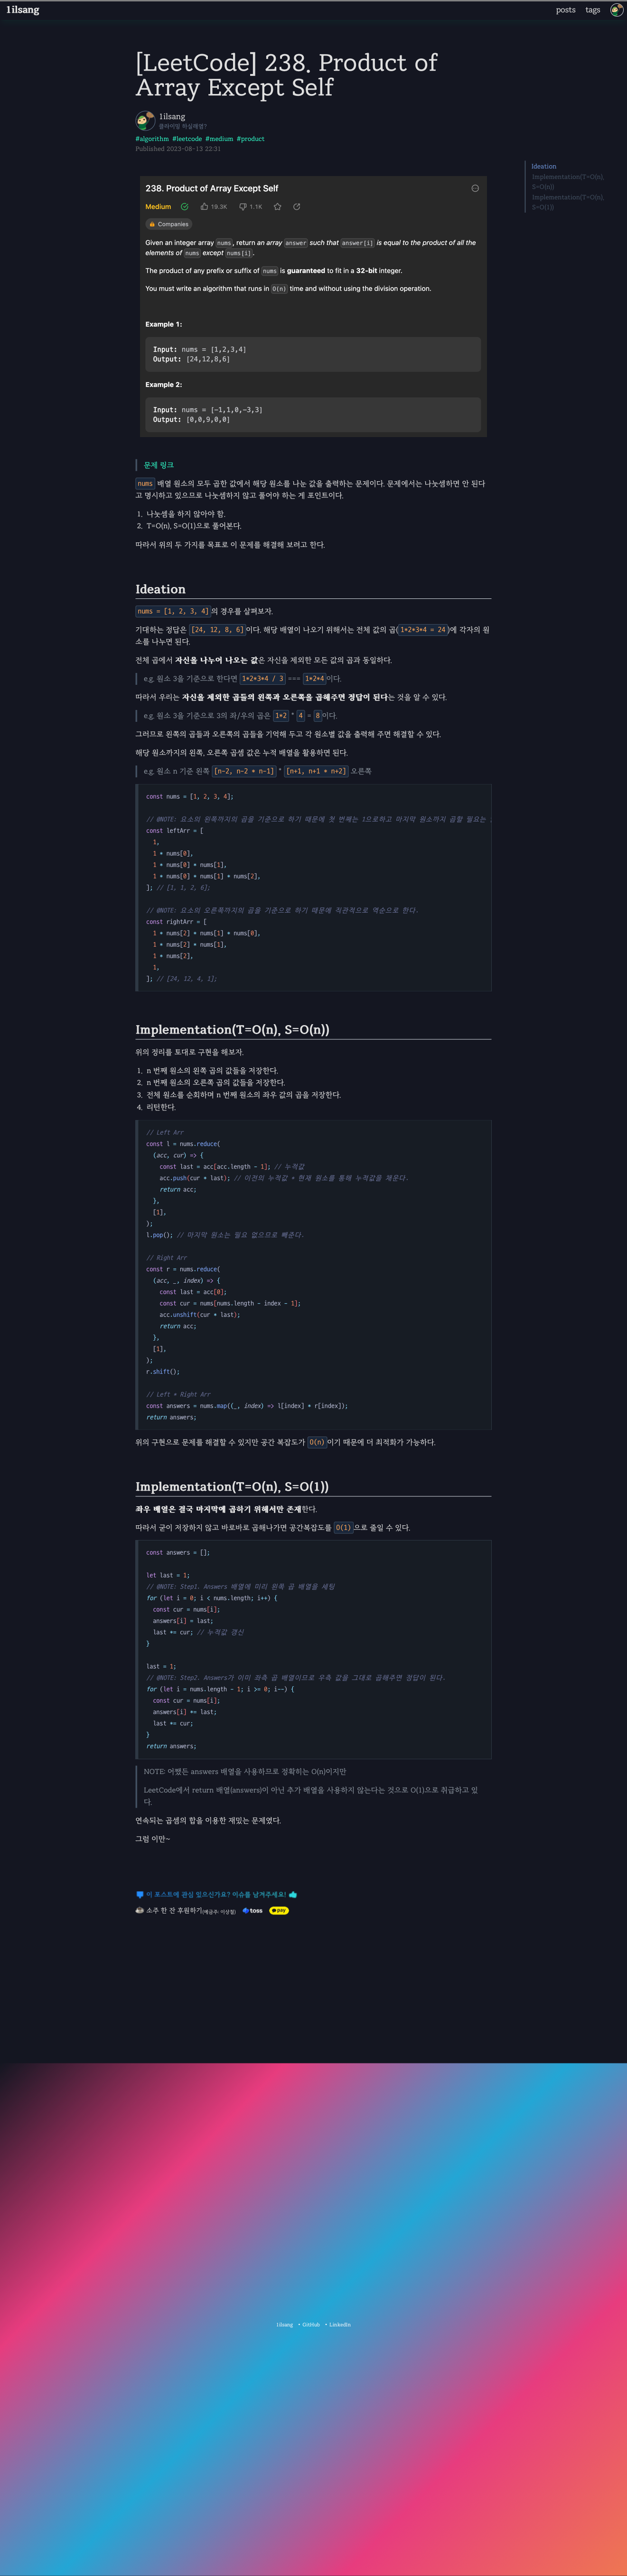 1ilsang
posts tags
[LeetCode] 238. Product of
Array Except Self
1ilsang
클라이밍 하실래염?
#algorithm #leetcode #medium #product
Published 2023-08-13 22:31
Ideation
Implementation(T=O(n),
S=O(n))
Implementation(T=O(n),
S=O(1))
238. Product of Array Except Self
Medium 19.3K 1.1K
Companies
Given an integer array nums, return an array answer such that answer[i] is equal to the product of all the
elements of nums except nums[i].
The product of any prefix or suffix of nums is guaranteed to fit in a 32-bit integer.
You must write an algorithm that runs in O(n) time and without using the division operation.
Example 1:
Input: nums = [1,2,3,4]
Output: [24,12,8,6]
Example 2:
Input: nums = [-1,1,0,-3,3]
Output: [0,0,9,0,0]
문제 링크
nums 배열 원소의 모두 곱한 값에서 해당 원소를 나눈 값을 출력하는 문제이다. 문제에서는 나눗셈하면 안 된다
고 명시하고 있으므로 나눗셈하지 않고 풀어야 하는 게 포인트이다.
1. 나눗셈을 하지 않아야 함.
2. T=O(n), S=O(1)으로 풀어본다.
따라서 위의 두 가지를 목표로 이 문제를 해결해 보려고 한다.
Ideation
nums = [1, 2, 3, 4]의 경우를 살펴보자.
기대하는 정답은 [24, 12, 8, 6]이다. 해당 배열이 나오기 위해서는 전체 값의 곱(1*2*3*4 = 24)에 각자의 원
소를 나누면 된다.
전체 곱에서 자신을 나누어 나오는 값은 자신을 제외한 모든 값의 곱과 동일하다.
e.g. 원소 3을 기준으로 한다면 1*2*3*4 / 3 === 1*2*4이다.
따라서 우리는 자신을 제외한 곱들의 왼쪽과 오른쪽을 곱해주면 정답이 된다는 것을 알 수 있다.
e.g. 원소 3을 기준으로 3의 좌/우의 곱은 1*2 * 4 = 8이다.
그러므로 왼쪽의 곱들과 오른쪽의 곱들을 기억해 두고 각 원소별 값을 출력해 주면 해결할 수 있다.
해당 원소까지의 왼쪽, 오른쪽 곱셈 값은 누적 배열을 활용하면 된다.
e.g. 원소 n 기준 왼쪽 [n-2, n-2 * n-1] * [n+1, n+1 * n+2] 오른쪽
const nums = [1, 2, 3, 4];
// @NOTE: 요소의 왼쪽까지의 곱을 기준으로 하기 때문에 첫 번째는 1으로하고 마지막 원소까지 곱할 필요는
const leftArr = [
1,
1 * nums[0],
1 * nums[0] * nums[1],
1 * nums[0] * nums[1] * nums[2],
]; // [1, 1, 2, 6];
// @NOTE: 요소의 오른쪽까지의 곱을 기준으로 하기 때문에 직관적으로 역순으로 한다.
const rightArr = [
1 * nums[2] * nums[1] * nums[0],
1 * nums[2] * nums[1],
1 * nums[2],
1,
]; // [24, 12, 4, 1];
Implementation(T=O(n), S=O(n))
위의 정리를 토대로 구현을 해보자.
1. n 번째 원소의 왼쪽 곱의 값들을 저장한다.
2. n 번째 원소의 오른쪽 곱의 값들을 저장한다.
3. 전체 원소를 순회하며 n 번째 원소의 좌우 값의 곱을 저장한다.
4. 리턴한다.
// Left Arr
const l = nums.reduce(
(acc, cur) => {
const last = acc[acc.length - 1]; // 누적값
acc.push(cur * last); // 이전의 누적값 * 현재 원소를 통해 누적값을 채운다.
return acc;
},
[1],
);
l.pop(); // 마지막 원소는 필요 없으므로 빼준다.
// Right Arr
const r = nums.reduce(
(acc, _, index) => {
const last = acc[0];
const cur = nums[nums.length - index - 1];
acc.unshift(cur * last);
return acc;
},
[1],
);
r.shift();
// Left * Right Arr
const answers = nums.map((_, index) => l[index] * r[index]);
return answers;
위의 구현으로 문제를 해결할 수 있지만 공간 복잡도가 O(n)이기 때문에 더 최적화가 가능하다.
Implementation(T=O(n), S=O(1))
좌우 배열은 결국 마지막에 곱하기 위해서만 존재한다.
따라서 굳이 저장하지 않고 바로바로 곱해나가면 공간복잡도를 O(1)으로 줄일 수 있다.
const answers = [];
let last = 1;
// @NOTE: Step1. Answers 배열에 미리 왼쪽 곱 배열을 세팅
for (let i = 0; i < nums.length; i++) {
const cur = nums[i];
answers[i] = last;
last *= cur; // 누적값 갱신
}
last = 1;
// @NOTE: Step2. Answers가 이미 좌측 곱 배열이므로 우측 값을 그대로 곱해주면 정답이 된다.
for (let i = nums.length - 1; i >= 0; i--) {
const cur = nums[i];
answers[i] *= last;
last *= cur;
}
return answers;
NOTE: 어쨌든 answers 배열을 사용하므로 정확히는 O(n)이지만
LeetCode에서 return 배열(answers)이 아닌 추가 배열을 사용하지 않는다는 것으로 O(1)으로 취급하고 있
다.
연속되는 곱셈의 합을 이용한 재밌는 문제였다.
그럼 이만~
이 포스트에 관심 있으신가요? 이슈를 남겨주세요!
소주 한 잔 후원하기(예금주: 이상철) toss pay
1ilsang • GitHub • LinkedIn